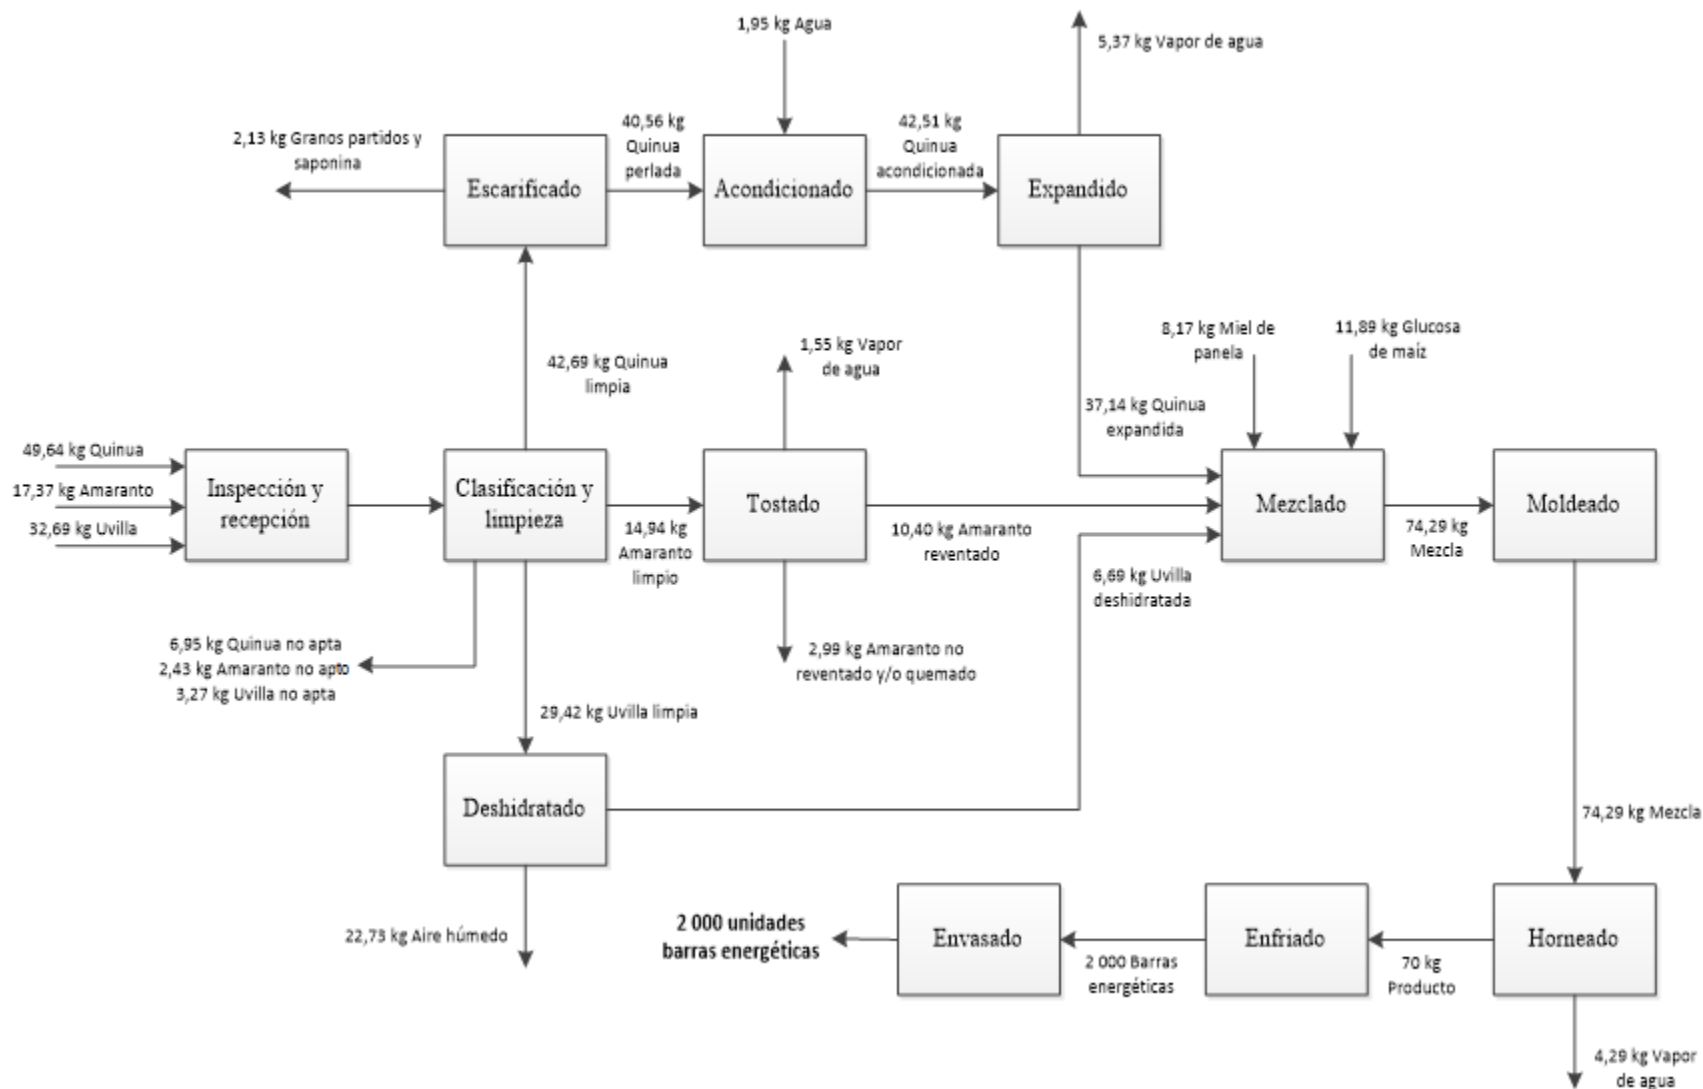 1,95 kg Agua
5,37 kg Vapor de agua
2,13 kg Granos partidos y
saponina
Escarificado
40,56 kg
Quinua
perlada
Acondicionado
42,51 kg
Quinua
acondicionada
Expandido
42,69 kg Quinua
limpia
1,55 kg Vapor
de agua
8,17 kg Miel de
panela
11,89 kg Glucosa
de maíz
37,14 kg Quinua
expandida
49,64 kg Quinua
17,37 kg Amaranto
32,69 kg Uvilla
Inspección y
recepción
Clasificación y
limpieza
14,94 kg
Amaranto
limpio
Tostado
10,40 kg Amaranto
reventado
6,69 kg Uvilla
deshidratada
Mezclado
74,29 kg
Mezcla
Moldeado
6,95 kg Quinua no apta
2,43 kg Amaranto no apto
3,27 kg Uvilla no apta
2,99 kg Amaranto no
reventado y/o quemado
29,42 kg Uvilla limpia
Deshidratado
74,29 kg Mezcla
22,73 kg Aire húmedo
2 000 unidades
barras energéticas
Envasado
2 000 Barras
energéticas
Enfriado
70 kg
Producto
Horneado
4,29 kg Vapor
de agua